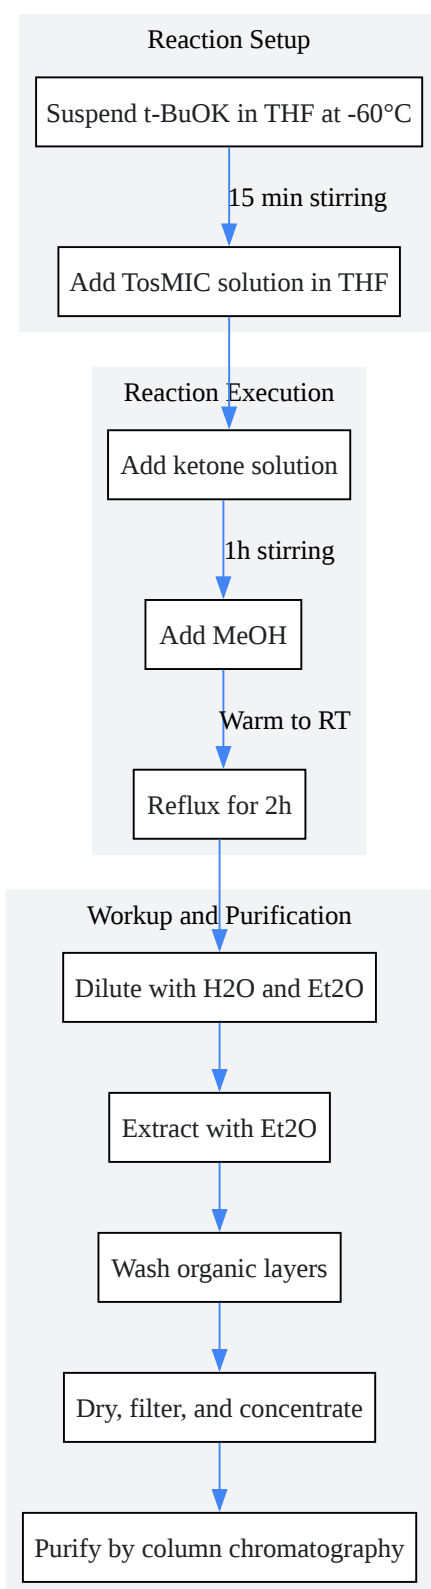 Reaction Setup
Suspend t-BuOK in THF at -60°C
15 min stirring
Add TosMIC solution in THF
Reaction Execution
Add ketone solution
1h stirring
Add MeOH
Warm to RT
Reflux for 2h
Workup and Purification
Dilute with H2O and Et2O
Extract with Et2O
Wash organic layers
Dry, filter, and concentrate
Purify by column chromatography